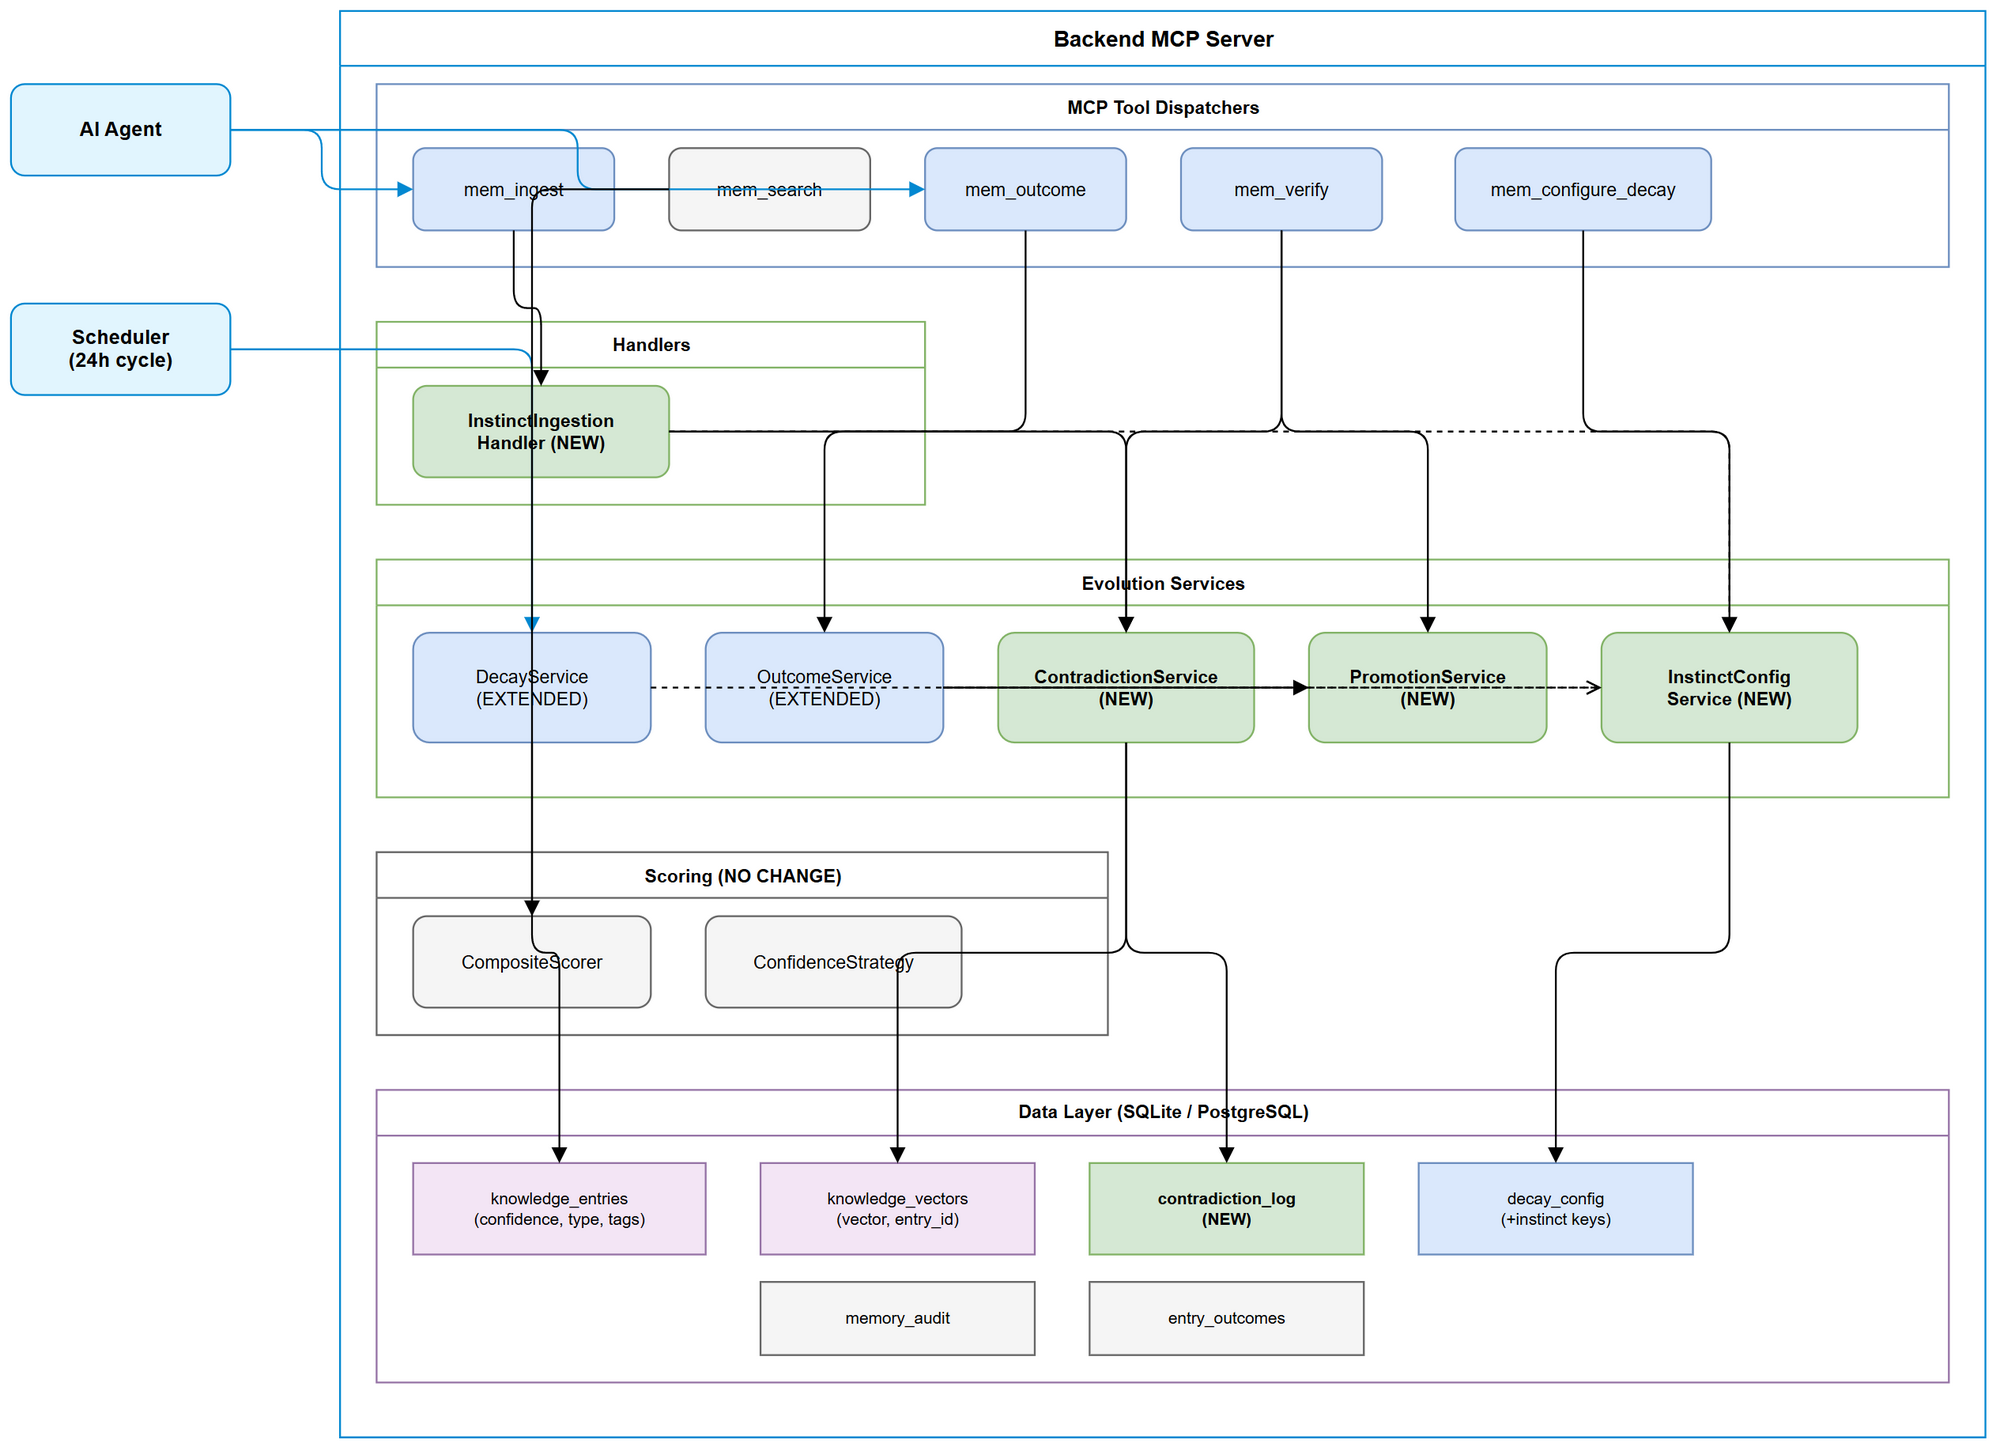 Backend MCP Server
AI Agent
MCP Tool Dispatchers
mem_ingest
mem_search
mem_outcome
mem_verify
mem_configure_decay
Scheduler
(24h cycle)
Handlers
InstinctIngestion
Handler (NEW)
Evolution Services
DecayService
(EXTENDED)
OutcomeService
(EXTENDED)
ContradictionService
(NEW)
PromotionService
(NEW)
InstinctConfig
Service (NEW)
Scoring (NO CHANGE)
CompositeScorer
ConfidenceStrategy
Data Layer (SQLite / PostgreSQL)
knowledge_entries
(confidence, type, tags)
knowledge_vectors
(vector, entry_id)
contradiction_log
(NEW)
decay_config
(+instinct keys)
memory_audit
entry_outcomes